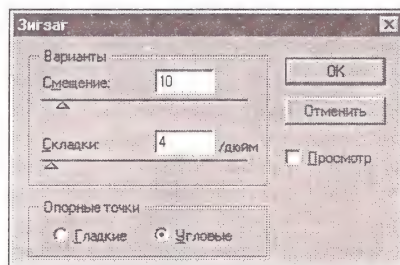 Зигзаг
Варианты
Смещение: 10
Складки: 4 /дюйм
Опорные точки
Гладкие Угловые
OK
Отменить
Просмотр